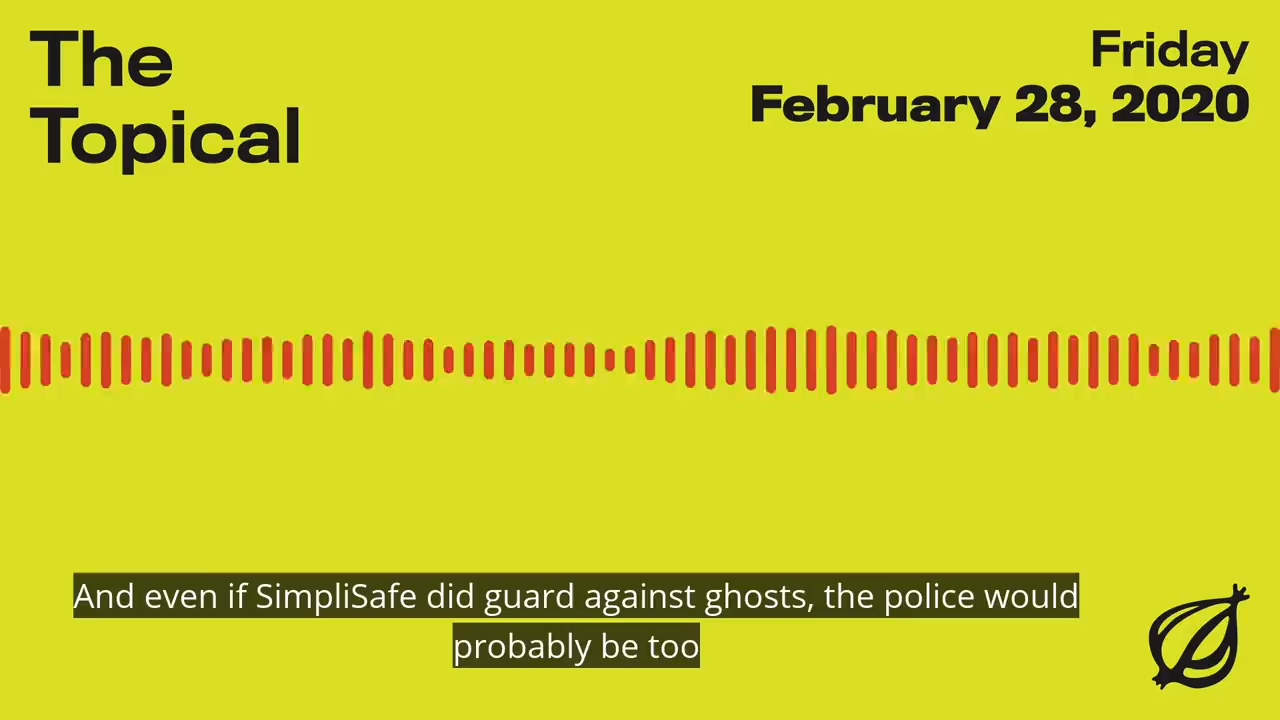 The
Topical
Friday
February 28, 2020
And even if SimpliSafe did guard against ghosts, the police would
probably be too